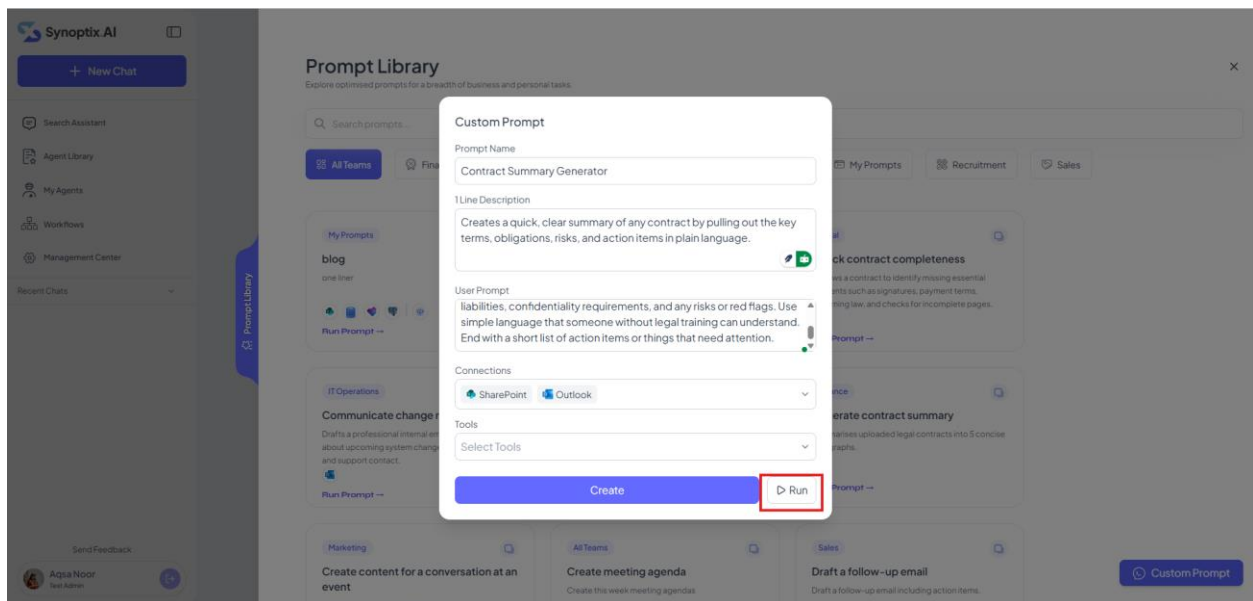 Synoptix.AI
+ New Chat
Search Assistant
Agent Library
My Agents
Workflows
Management Center
Recent Chats
Send Feedback
Aqsa Noor
Test Admin
Prompt Library
Prompt Library
Explore optimised prompts for a breadth of business and personal tasks.
Search prompts...
All Teams
Fina
My Prompts
Recruitment
Sales
My Prompts
blog
one liner
Run Prompt →
ck contract completeness
ws a contract to identify missing essential
ents such as signatures, payment terms,
ning law, and checks for incomplete pages.
Prompt →
IT Operations
Communicate change r
Drafts a professional internal em
about upcoming system change
and support contact.
Run Prompt →
nce
erate contract summary
marises uploaded legal contracts into 5 concise
raphs.
Prompt →
Marketing
Create content for a conversation at an
event
All Teams
Create meeting agenda
Create this week meeting agendas
Sales
Draft a follow-up email
Draft a follow-up email including action items.
Custom Prompt
Custom Prompt
Prompt Name
Contract Summary Generator
1 Line Description
Creates a quick, clear summary of any contract by pulling out the key
terms, obligations, risks, and action items in plain language.
User Prompt
liabilities, confidentiality requirements, and any risks or red flags. Use
simple language that someone without legal training can understand.
End with a short list of action items or things that need attention.
Connections
SharePoint Outlook
Tools
Select Tools
Create
Run